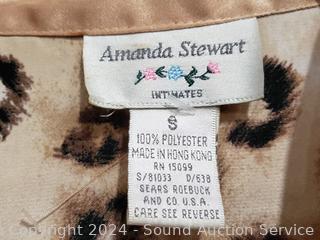 Amanda Stewart
INTIMATES
S
100% POLYESTER
MADE IN HONG KONG
RN 15099
S/81033 D/638
SEARS ROEBUCK
AND CO. U.S.A.
CARE SEE REVERSE
Copyright 2024 - Sound Auction Service